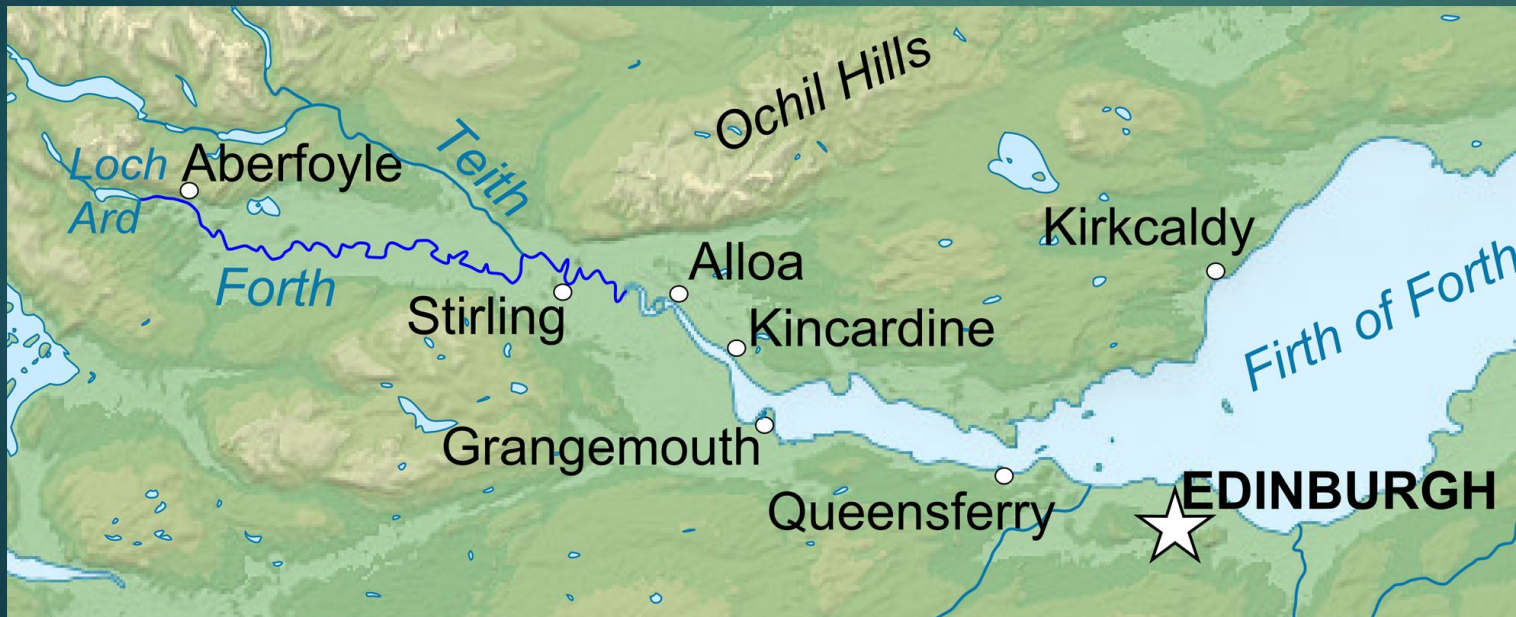 Ochil Hills
Teith
Loch
Ard
Aberfoyle
Kirkcaldy
Forth
Alloa
Stirling
Kincardine
Firth of Forth
Grangemouth
Queensferry
EDINBURGH